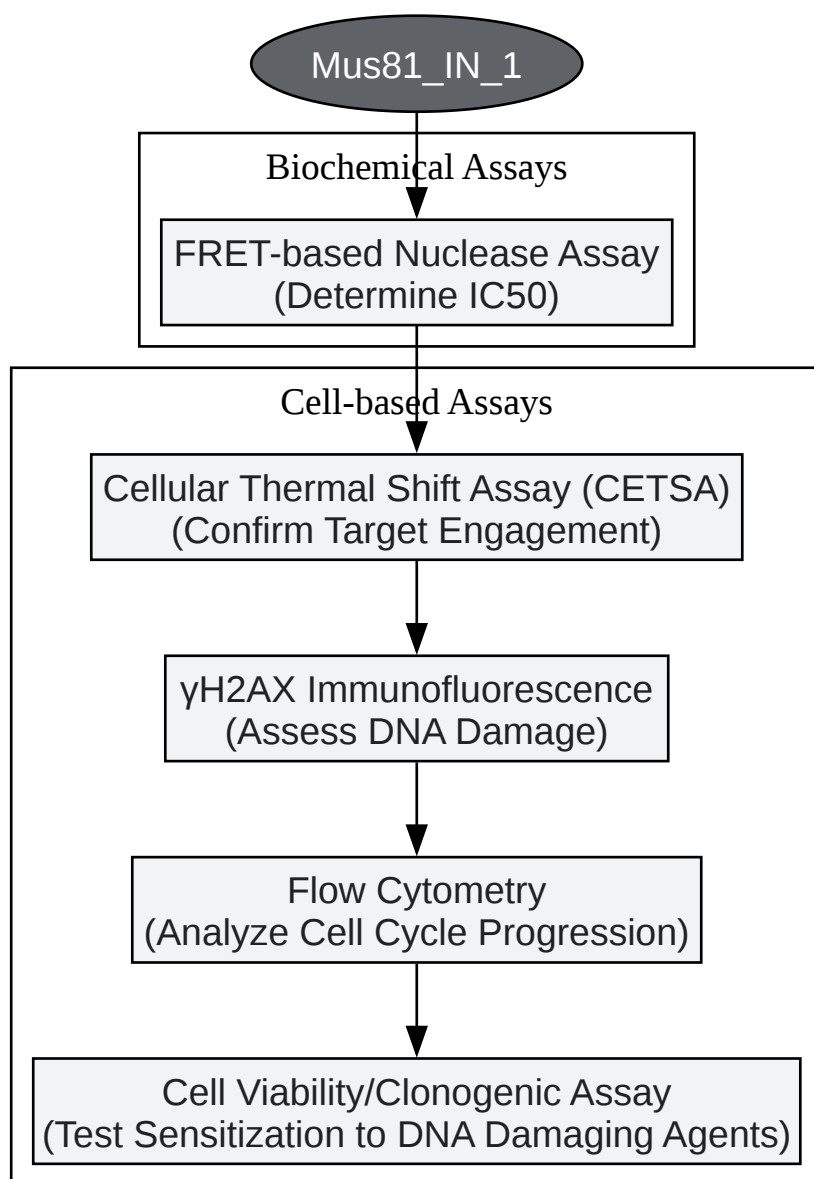 Mus81_IN_1
Biochemical Assays
FRET-based Nuclease Assay
(Determine IC50)
Cell-based Assays
Cellular Thermal Shift Assay (CETSA)
(Confirm Target Engagement)
γH2AX Immunofluorescence
(Assess DNA Damage)
Flow Cytometry
(Analyze Cell Cycle Progression)
Cell Viability/Clonogenic Assay
(Test Sensitization to DNA Damaging Agents)